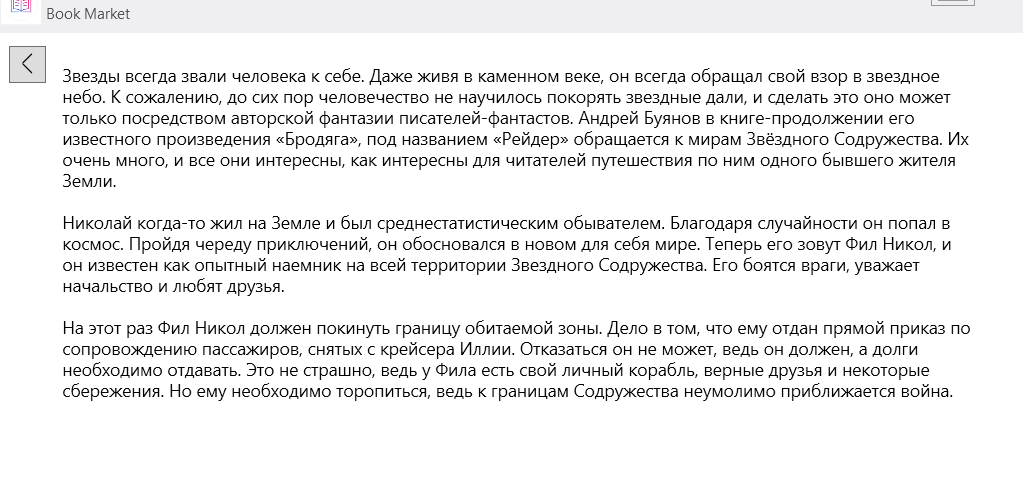 Book Market
Звезды всегда звали человека к себе. Даже живя в каменном веке, он всегда обращал свой взор в звездное
небо. К сожалению, до сих пор человечество не научилось покорять звездные дали, и сделать это оно может
только посредством авторской фантазии писателей-фантастов. Андрей Буянов в книге-продолжении его
известного произведения «Бродяга», под названием «Рейдер» обращается к мирам Звёздного Содружества. Их
очень много, и все они интересны, как интересны для читателей путешествия по ним одного бывшего жителя
Земли.
Николай когда-то жил на Земле и был среднестатистическим обывателем. Благодаря случайности он попал в
космос. Пройдя череду приключений, он обосновался в новом для себя мире. Теперь его зовут Фил Никол, и
он известен как опытный наемник на всей территории Звездного Содружества. Его боятся враги, уважает
начальство и любят друзья.
На этот раз Фил Никол должен покинуть границу обитаемой зоны. Дело в том, что ему отдан прямой приказ по
сопровождению пассажиров, снятых с крейсера Иллии. Отказаться он не может, ведь он должен, а долги
необходимо отдавать. Это не страшно, ведь у Фила есть свой личный корабль, верные друзья и некоторые
сбережения. Но ему необходимо торопиться, ведь к границам Содружества неумолимо приближается война.